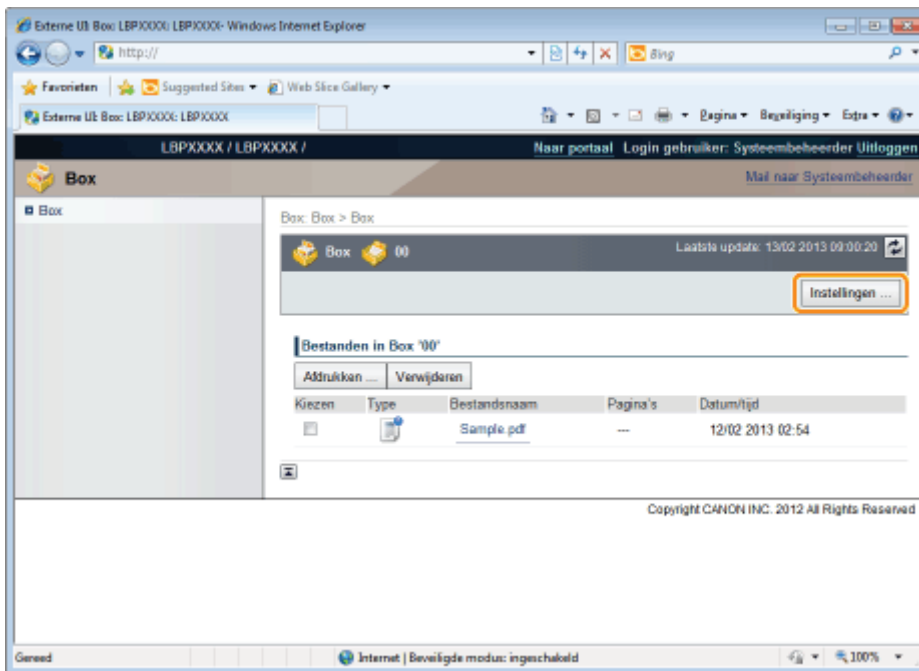 Externe UI: Box: LBPXXXX: LBPXXXX- Windows Internet Explorer
http://
Bing
Favorieten Suggested Sites Web Slice Gallery
Externe UI: Box: LBPXXXX: LBPXXXX
Pagina Beveiliging Extra
LBPXXXX / LBPXXXX /
Naar portaal Login gebruiker: Systeembeheerder Uitloggen
Box
Mail naar Systeembeheerder
Box
Box: Box > Box
Box 00
Laatste update: 13/02 2013 09:00:20
Instellingen ...
Bestanden in Box '00'
Afdrukken ... Verwijderen
Kiezen Type Bestandsnaam Pagina's Datum/tijd
Sample.pdf --- 12/02 2013 02:54
Copyright CANON INC. 2012 All Rights Reserved
Gereed Internet | Beveiligde modus: ingeschakeld 100%